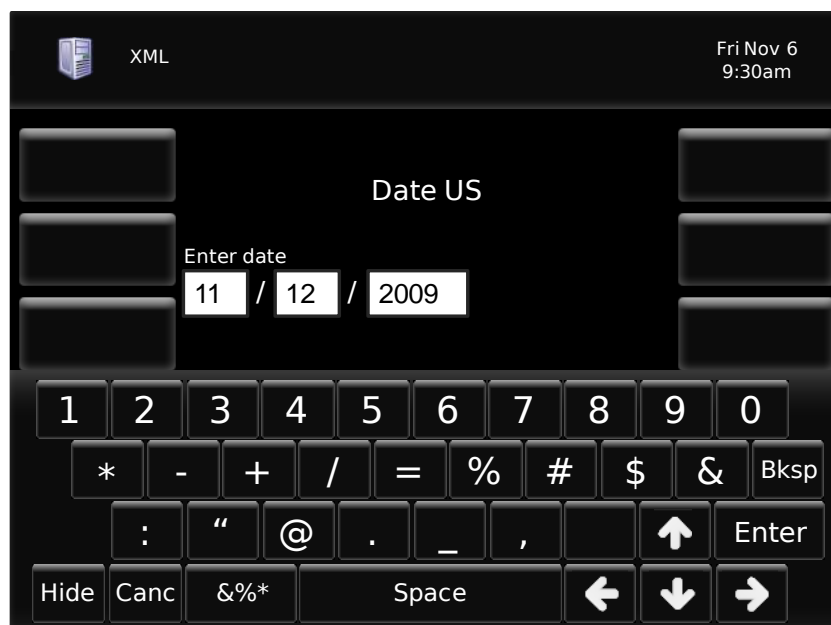 XML
Fri Nov 6
9:30am
Date US
Enter date
11 / 12 / 2009
1 2 3 4 5 6 7 8 9 0
* - + / = % # $ & Bksp
: “ @ . _ , Enter
Hide Canc &%* Space